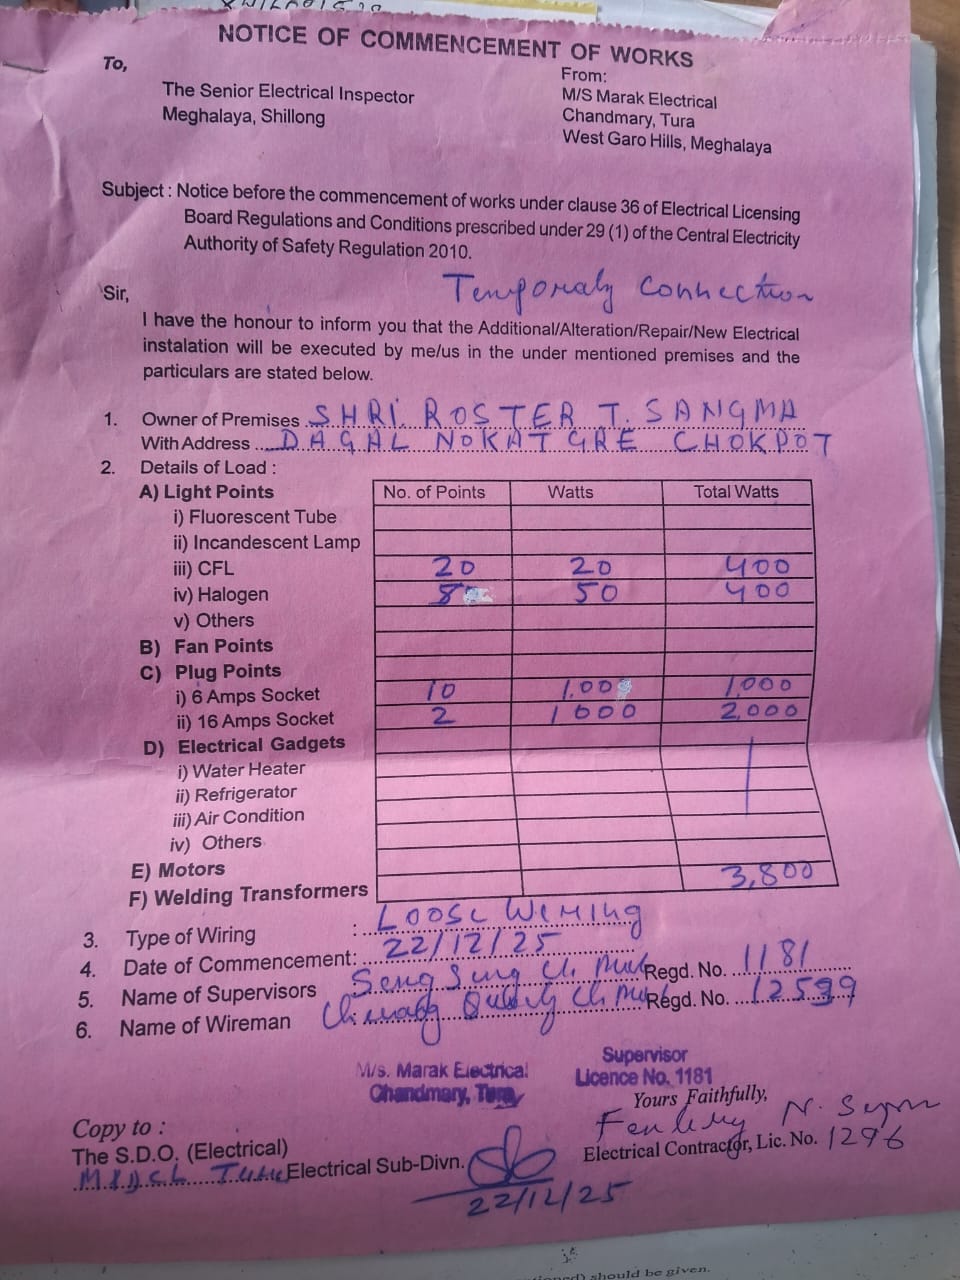 NOTICE OF COMMENCEMENT OF WORKS
To,
The Senior Electrical Inspector
Meghalaya, Shillong
From:
M/S Marak Electrical
Chandmary, Tura
West Garo Hills, Meghalaya
Subject : Notice before the commencement of works under clause 36 of Electrical Licensing
Board Regulations and Conditions prescribed under 29 (1) of the Central Electricity
Authority of Safety Regulation 2010.
Temporaly Connection
Sir,
I have the honour to inform you that the Additional/Alteration/Repair/New Electrical
instalation will be executed by me/us in the under mentioned premises and the
particulars are stated below.
1. Owner of Premises SHRI. ROSTER T. SANGMA
With Address DAGAL NOKAT GRE CHOKPOT
2. Details of Load :
A) Light Points No. of Points Watts Total Watts
i) Fluorescent Tube
ii) Incandescent Lamp
iii) CFL 20 20 400
iv) Halogen 8 50 400
v) Others
B) Fan Points
C) Plug Points
i) 6 Amps Socket 10 1,000
ii) 16 Amps Socket 2 1000 2,000
D) Electrical Gadgets
i) Water Heater
ii) Refrigerator
iii) Air Condition
iv) Others
E) Motors 3,800
F) Welding Transformers
3. Type of Wiring : Loose Wiring
4. Date of Commencement: 22/12/25
5. Name of Supervisors Seng Seng Ch. Regd. No. 1181
6. Name of Wireman Ch Regd. No. 12599
M/s. Marak Electrical
Chandmary, Tura
Supervisor
Licence No. 1181
Yours Faithfully,
N.
Electrical Contractor, Lic. No. 1296
Copy to :
The S.D.O. (Electrical)
Tura Electrical Sub-Divn.
22/12/25
should be given.